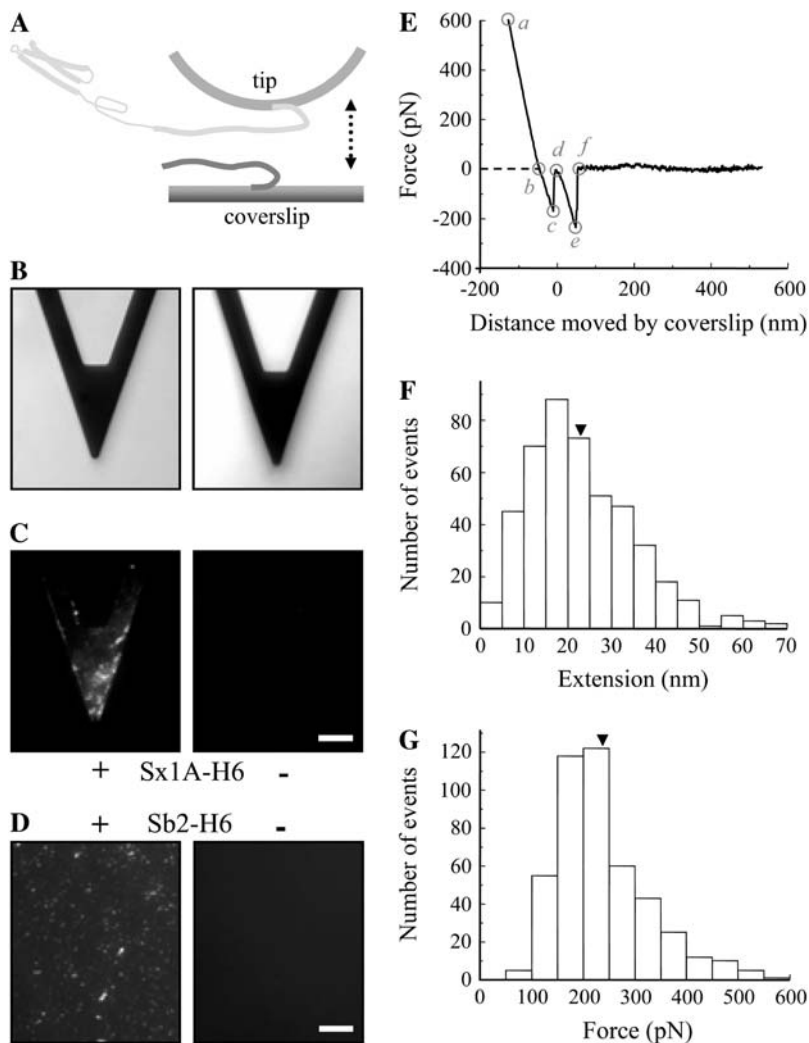 A
tip
coverslip
B
C
+ Sx1A-H6 -
D
+ Sb2-H6 -
E
Force (pN)
600
400
200
0
-200
-400
a
b
c
d
e
f
-200 0 200 400 600
Distance moved by coverslip (nm)
F
Number of events
80
60
40
20
0
0 10 20 30 40 50 60 70
Extension (nm)
G
Number of events
120
100
80
60
40
20
0
0 100 200 300 400 500 600
Force (pN)